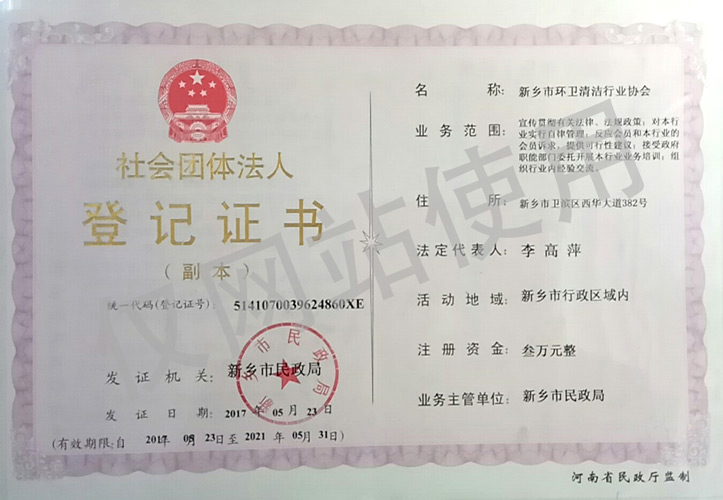 社会团体法人
登记证书
（副本）
统一代码(登记证号): 5141070039624860XE
发证机关: 新乡市民政局
发证日期: 2017 年 05 月 23 日
(有效期限:自 2017 年 05 月 23 日至 2021 年 05 月 31 日)
新乡市民政局
名称: 新乡市环卫清洁行业协会
业务范围: 宣传贯彻有关法律、法规政策；对本行
业实行自律管理；反应会员和本行业的
会员诉求，提供可行性建议；接受政府
职能部门委托开展本行业业务培训；组
织行业内经验交流。
住所: 新乡市卫滨区西华大道382号
法定代表人: 李高萍
活动地域: 新乡市行政区域内
注册资金: 叁万元整
业务主管单位: 新乡市民政局
河南省民政厅监制
仅网站使用